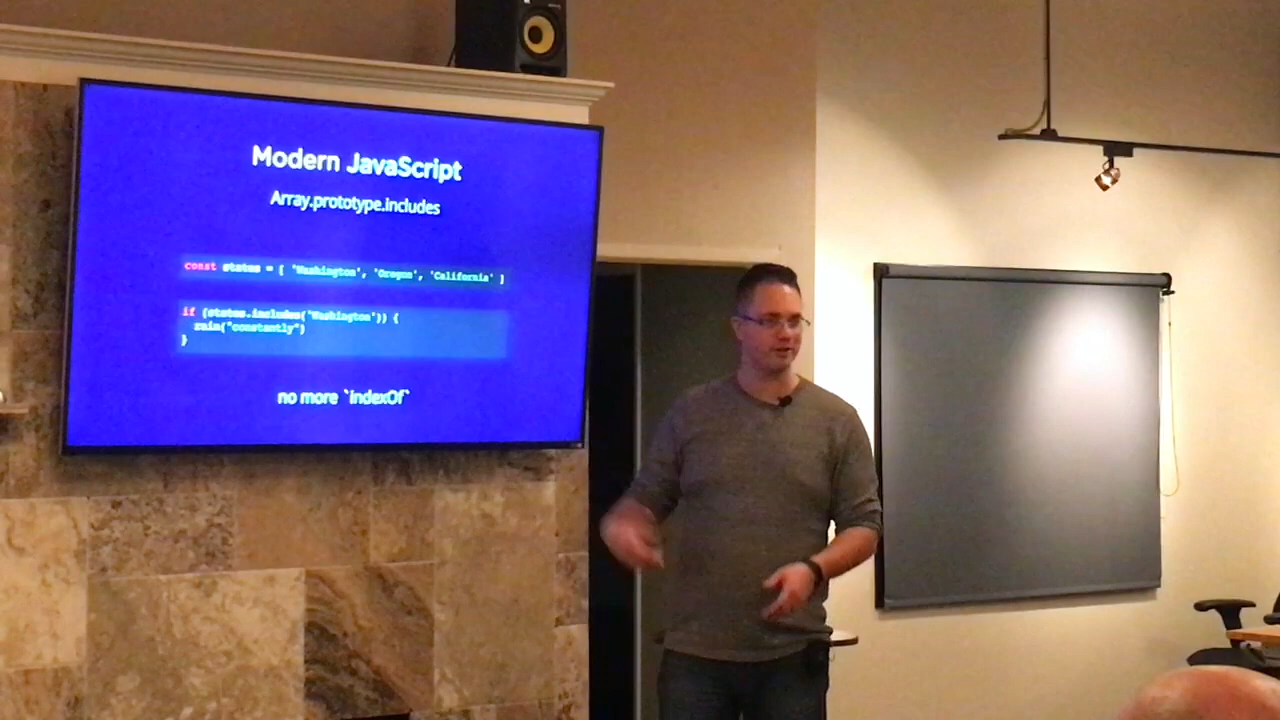 Modern JavaScript
Array.prototype.includes
const states = [ 'Washington', 'Oregon', 'California' ]
if (states.includes('Washington')) {
  rain("constantly")
}
no more `indexOf`